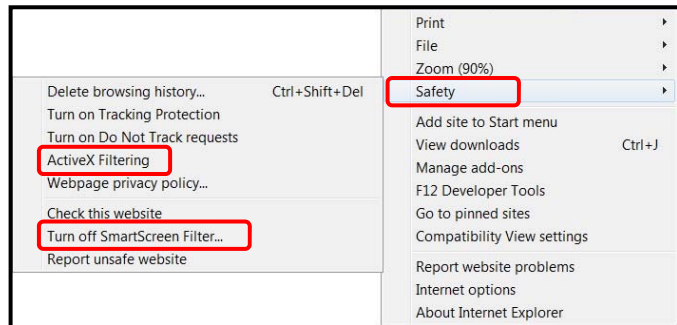 Print
File
Zoom (90%)
Safety
Delete browsing history... Ctrl+Shift+Del
Turn on Tracking Protection
Turn on Do Not Track requests
ActiveX Filtering
Webpage privacy policy...
Check this website
Turn off SmartScreen Filter...
Report unsafe website
Add site to Start menu
View downloads Ctrl+J
Manage add-ons
F12 Developer Tools
Go to pinned sites
Compatibility View settings
Report website problems
Internet options
About Internet Explorer